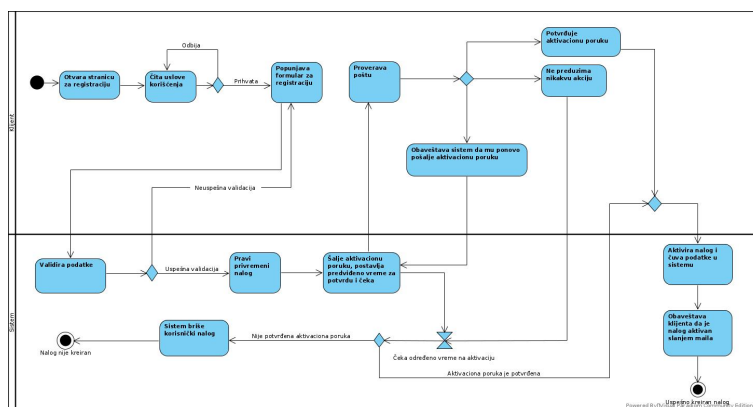 Klijent
Odbija
Otvara stranicu
za registraciju
Čita uslove
korišćenja
Prihvata
Popunjava
formular za
registraciju
Proverava
poštu
Potvrđuje
aktivacionu poruku
Ne preduzima
nikakvu akciju
Obaveštava sistem da mu ponovo
pošalje aktivacionu poruku
Neuspešna validacija
Sistem
Validira podatke
Uspešna validacija
Pravi
privremeni
nalog
Šalje aktivacionu
poruku, postavlja
predviđeno vreme za
potvrdu i čeka
Aktivira nalog i
čuva podatke u
sistemu
Sistem briše
korisnički nalog
Nije potvrđena aktivaciona poruka
Nalog nije kreiran
Čeka određeno vreme na aktivaciju
Aktivaciona poruka je potvrđena
Obaveštava
klijenta da je
nalog aktivan
slanjem maila
Uspešno kreiran nalog